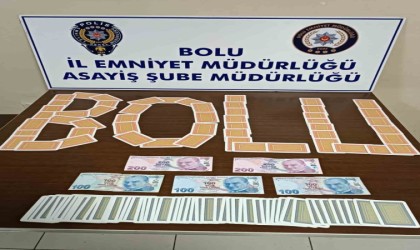 POLİS
BOLU
İL EMNİYET MÜDÜRLÜĞÜ
ASAYİŞ ŞUBE MÜDÜRLÜĞÜ
BOLU
200
200
100
100
100